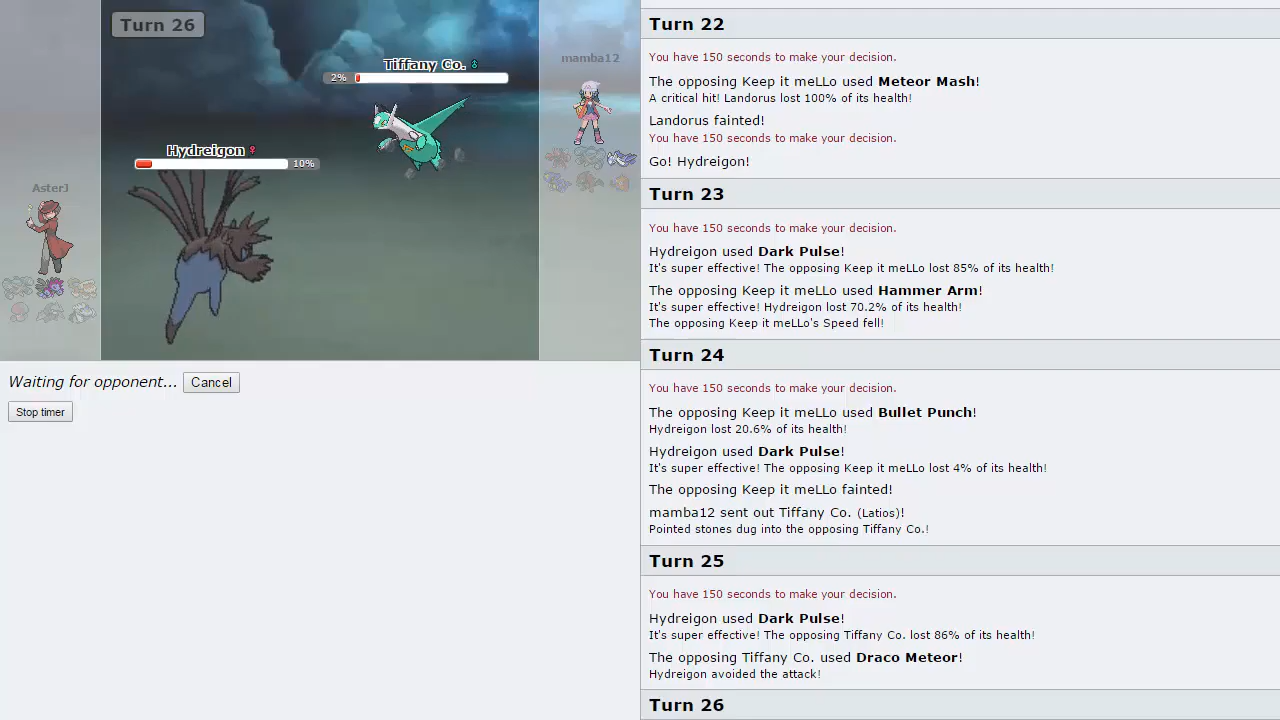 Turn 26
Tiffany Co. ♂
2%
mamba12
Hydreigon ♀
10%
AsterJ
Waiting for opponent... Cancel
Stop timer
Turn 22
You have 150 seconds to make your decision.
The opposing Keep it meLLo used Meteor Mash!
A critical hit! Landorus lost 100% of its health!
Landorus fainted!
You have 150 seconds to make your decision.
Go! Hydreigon!
Turn 23
You have 150 seconds to make your decision.
Hydreigon used Dark Pulse!
It's super effective! The opposing Keep it meLLo lost 85% of its health!
The opposing Keep it meLLo used Hammer Arm!
It's super effective! Hydreigon lost 70.2% of its health!
The opposing Keep it meLLo's Speed fell!
Turn 24
You have 150 seconds to make your decision.
The opposing Keep it meLLo used Bullet Punch!
Hydreigon lost 20.6% of its health!
Hydreigon used Dark Pulse!
It's super effective! The opposing Keep it meLLo lost 4% of its health!
The opposing Keep it meLLo fainted!
mamba12 sent out Tiffany Co. (Latios)!
Pointed stones dug into the opposing Tiffany Co.!
Turn 25
You have 150 seconds to make your decision.
Hydreigon used Dark Pulse!
It's super effective! The opposing Tiffany Co. lost 86% of its health!
The opposing Tiffany Co. used Draco Meteor!
Hydreigon avoided the attack!
Turn 26